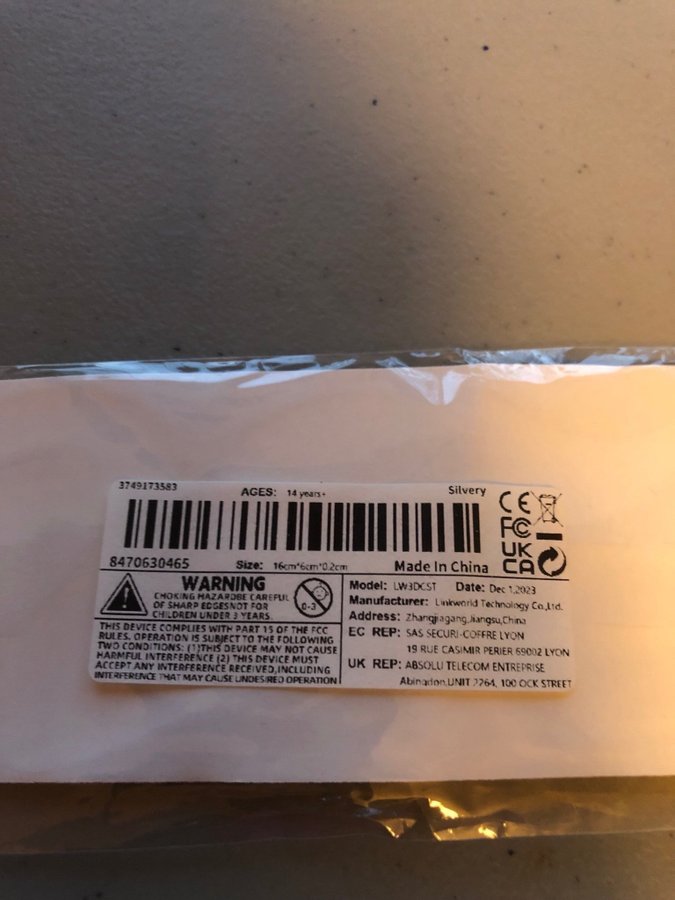 3749173583
AGES: 14 years+
Silvery
8470630465
Size: 16cm*6cm*0.2cm
Made In China
CE
FC
UK
CA
WARNING
CHOKING HAZARDBE CAREFUL
OF SHARP EDGESNOT FOR
CHILDREN UNDER 3 YEARS
0-3
THIS DEVICE COMPLIES WITH PART 15 OF THE FCC
RULES. OPERATION IS SUBJECT TO THE FOLLOWING
TWO CONDITIONS: (1)THIS DEVICE MAY NOT CAUSE
HARMFUL INTERFERENCE (2) THIS DEVICE MUST
ACCEPT ANY INTERFERENCE RECEIVED,INCLUDING
INTERFERENCE THAT MAY CAUSE UNDESIRED OPERATION
Model: LW3DCST Date: Dec 1,2023
Manufacturer: Linkworld Technology Co.,Ltd.
Address: Zhangjiagang,Jiangsu,China
EC REP: SAS SECURI-COFFRE LYON
19 RUE CASIMIR PERIER 69002 LYON
UK REP: ABSOLU TELECOM ENTREPRISE
Abingdon,UNIT 2264, 100 OCK STREET